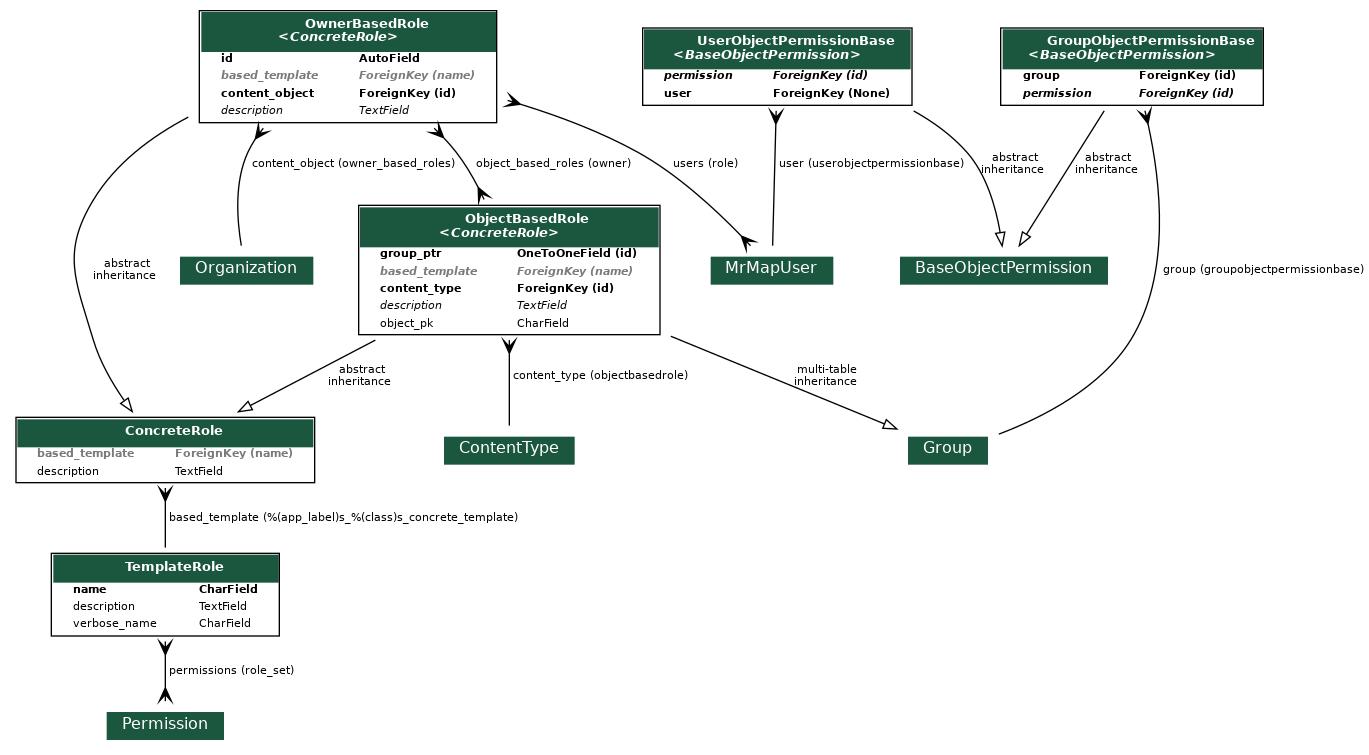 OwnerBasedRole
<ConcreteRole>
id AutoField
based_template ForeignKey (name)
content_object ForeignKey (id)
description TextField
UserObjectPermissionBase
<BaseObjectPermission>
permission ForeignKey (id)
user ForeignKey (None)
GroupObjectPermissionBase
<BaseObjectPermission>
group ForeignKey (id)
permission ForeignKey (id)
content_object (owner_based_roles)
object_based_roles (owner)
users (role)
user (userobjectpermissionbase)
abstract
inheritance
abstract
inheritance
ObjectBasedRole
<ConcreteRole>
group_ptr OneToOneField (id)
based_template ForeignKey (name)
content_type ForeignKey (id)
description TextField
object_pk CharField
abstract
inheritance
Organization
MrMapUser
BaseObjectPermission
group (groupobjectpermissionbase)
abstract
inheritance
content_type (objectbasedrole)
multi-table
inheritance
ConcreteRole
based_template ForeignKey (name)
description TextField
ContentType
Group
based_template (%(app_label)s_%(class)s_concrete_template)
TemplateRole
name CharField
description TextField
verbose_name CharField
permissions (role_set)
Permission